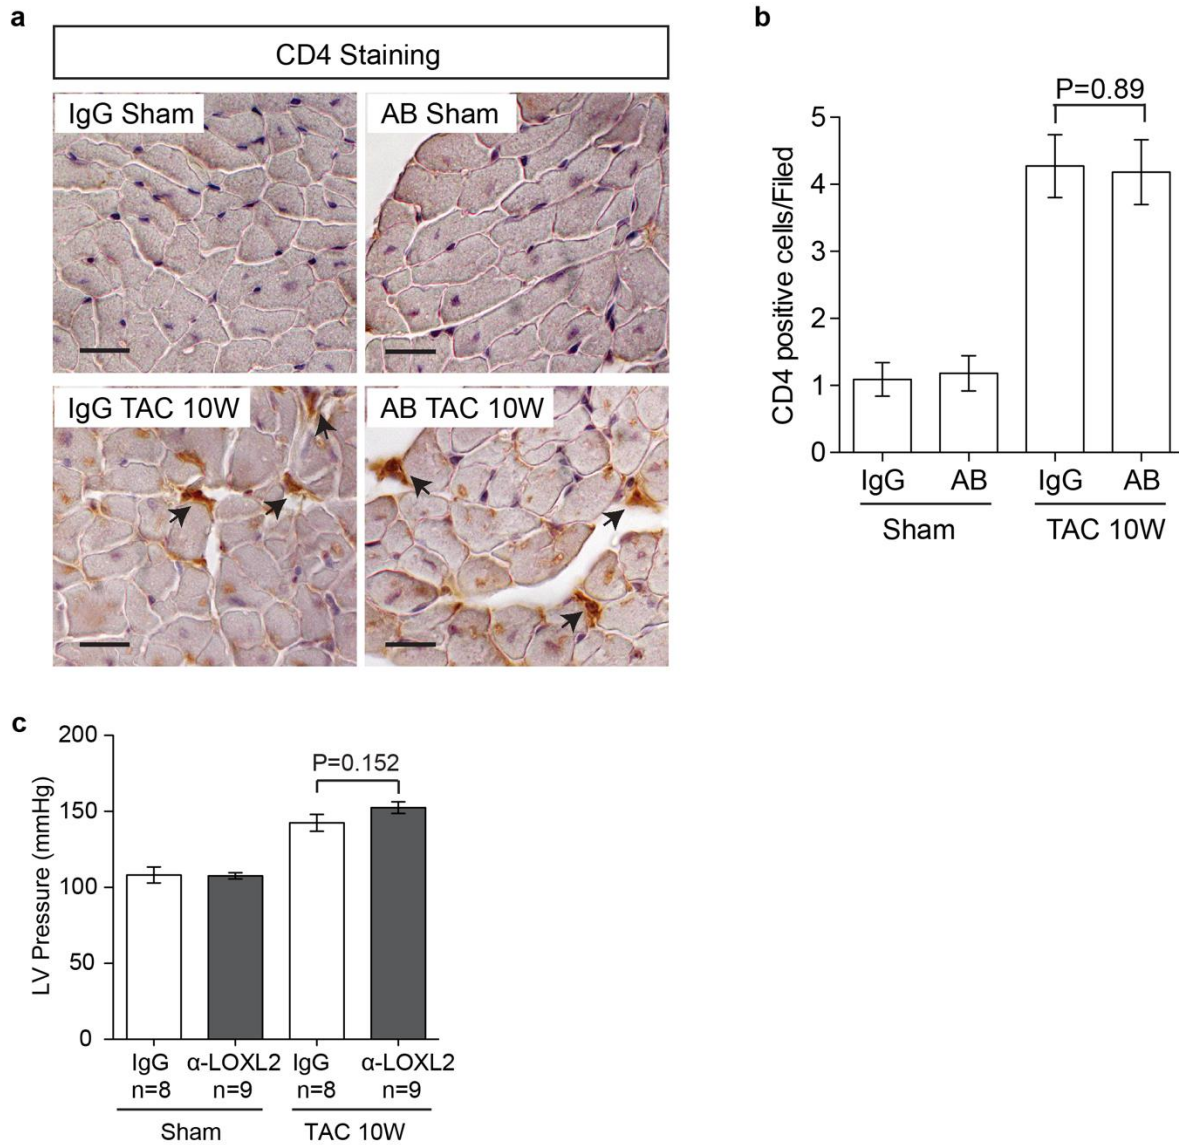 a
CD4 Staining
IgG Sham
AB Sham
IgG TAC 10W
AB TAC 10W
b
P=0.89
CD4 positive cells/Filed
5
4
3
2
1
0
IgG AB IgG AB
Sham TAC 10W
c
P=0.152
LV Pressure (mmHg)
200
150
100
50
0
IgG α-LOXL2 IgG α-LOXL2
n=8 n=9 n=8 n=9
Sham TAC 10W